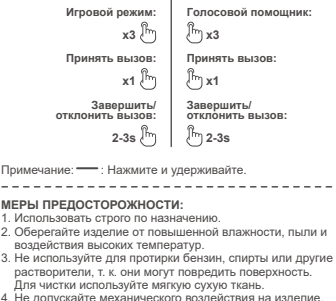 Игровой режим: Голосовой помощник:
x3 x3
Принять вызов: Принять вызов:
x1 x1
Завершить/ Завершить/
отклонить вызов: отклонить вызов:
2-3s 2-3s
Примечание: — : Нажмите и удерживайте.
МЕРЫ ПРЕДОСТОРОЖНОСТИ:
1. Использовать строго по назначению.
2. Оберегайте изделие от повышенной влажности, пыли и
воздействия высоких температур.
3. Не используйте для протирки бензин, спирты или другие
растворители, т. к. они могут повредить поверхность.
Для чистки используйте мягкую сухую ткань.
4. Не допускайте механического воздействия на изделие